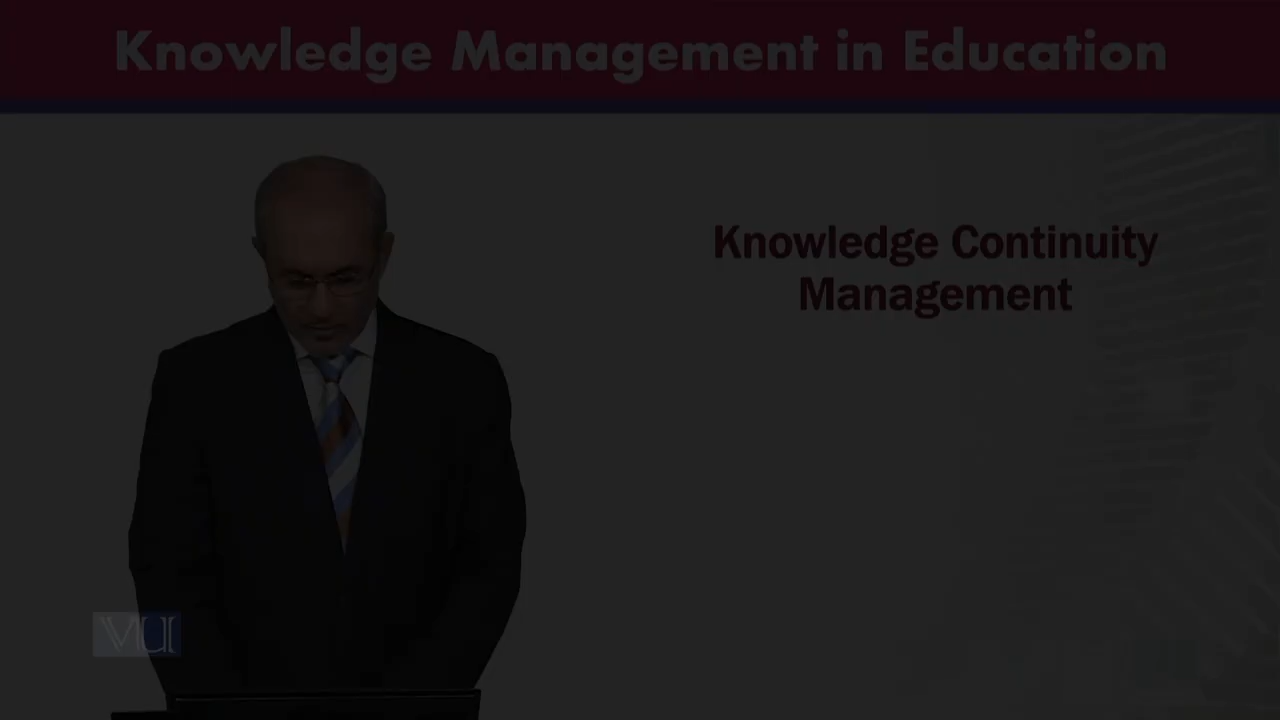 Knowledge Management in Education
Knowledge Continuity
Management
VU